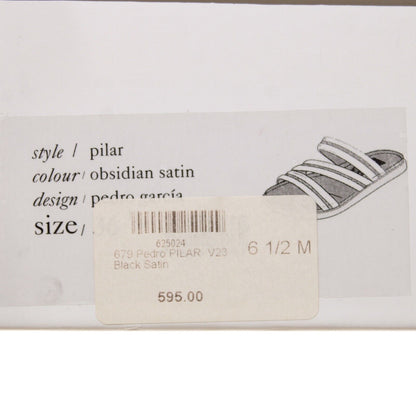 style / pilar
colour / obsidian satin
design / pedro garcía
size /
625024
679 Pedro PILAR V23
Black Satin
6 1/2 M
595.00